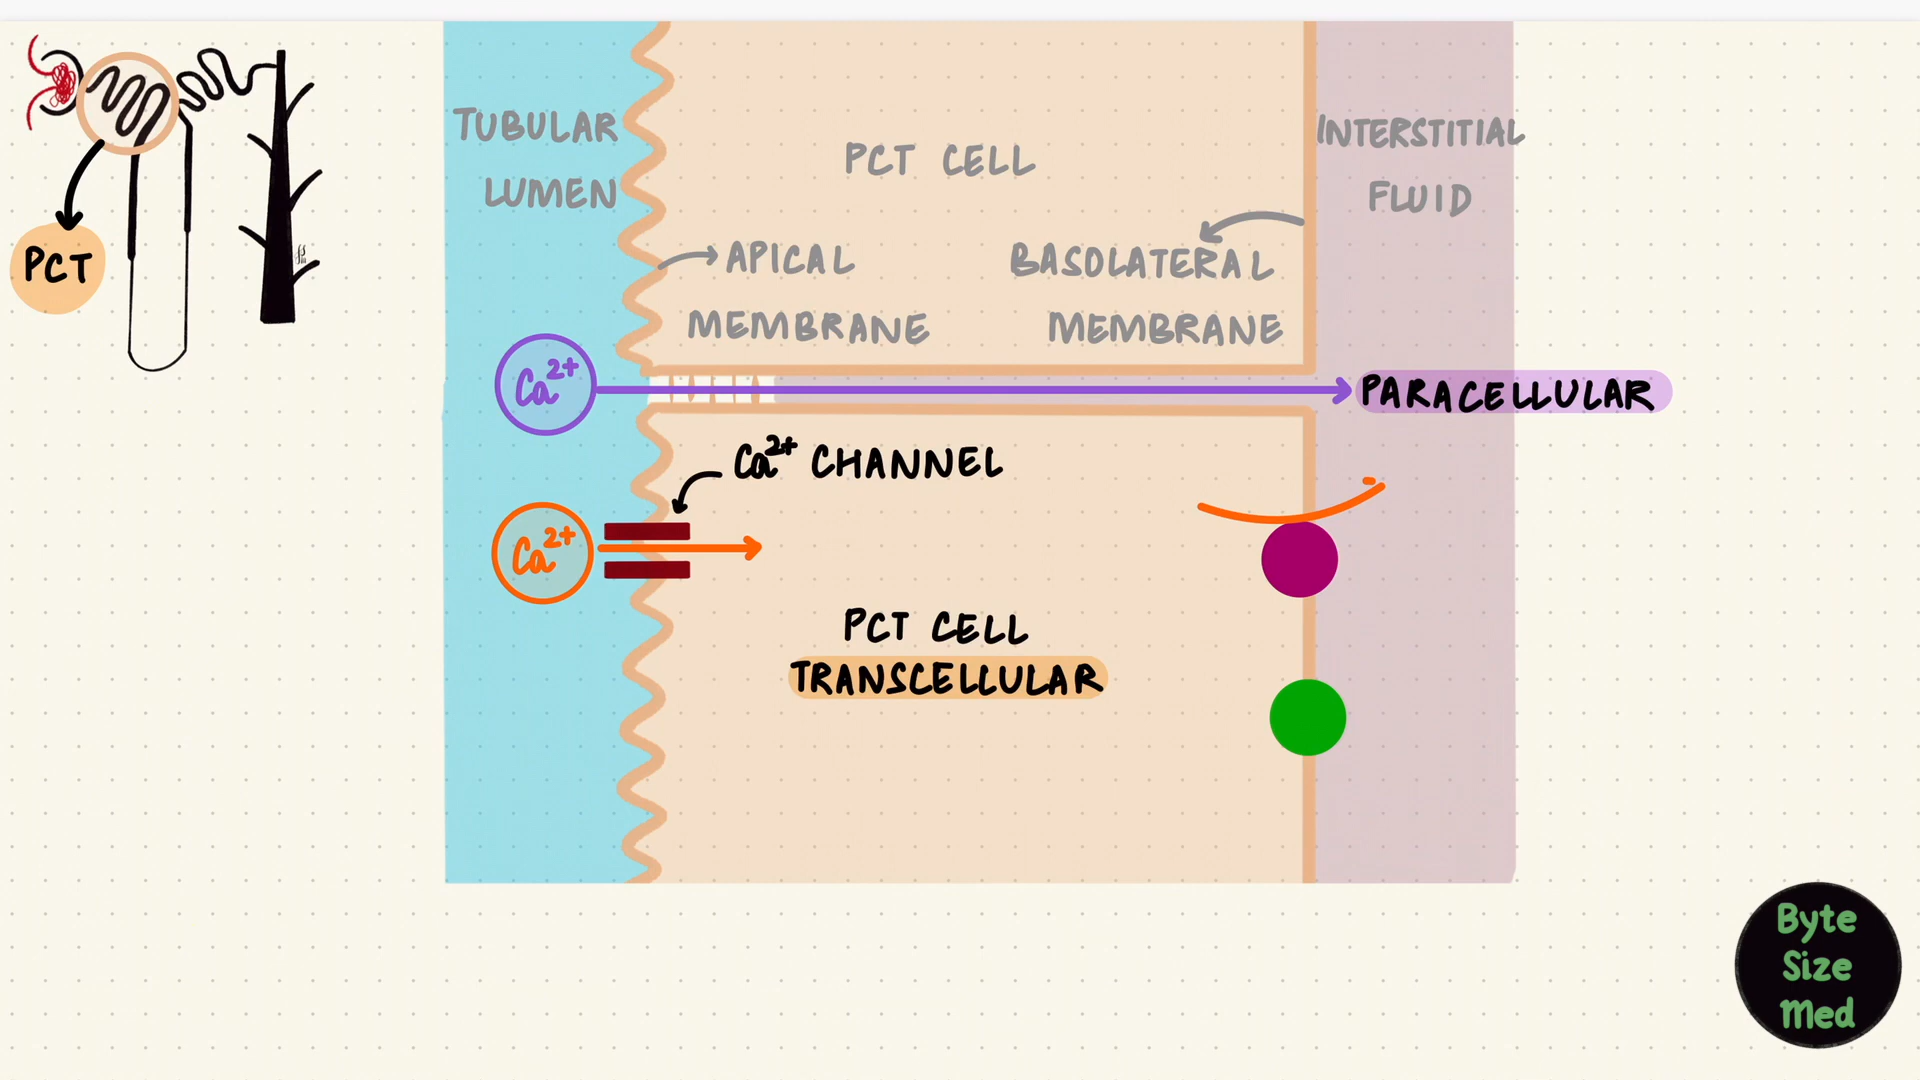 TUBULAR
LUMEN
PCT CELL
INTERSTITIAL
FLUID
APICAL
MEMBRANE
BASOLATERAL
MEMBRANE
PCT
Ca²⁺
PARACELLULAR
Ca²⁺ CHANNEL
Ca²⁺
PCT CELL
TRANSCELLULAR
Byte
Size
Med